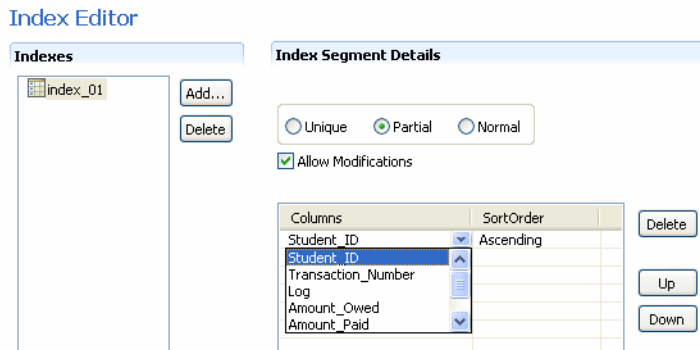 Index Editor
Indexes
Index Segment Details
index_01
Add...
Delete
Unique Partial Normal
Allow Modifications
Columns SortOrder
Delete
Student_ID Ascending
Student_ID
Transaction_Number
Log
Up
Amount_Owed
Amount_Paid
Down